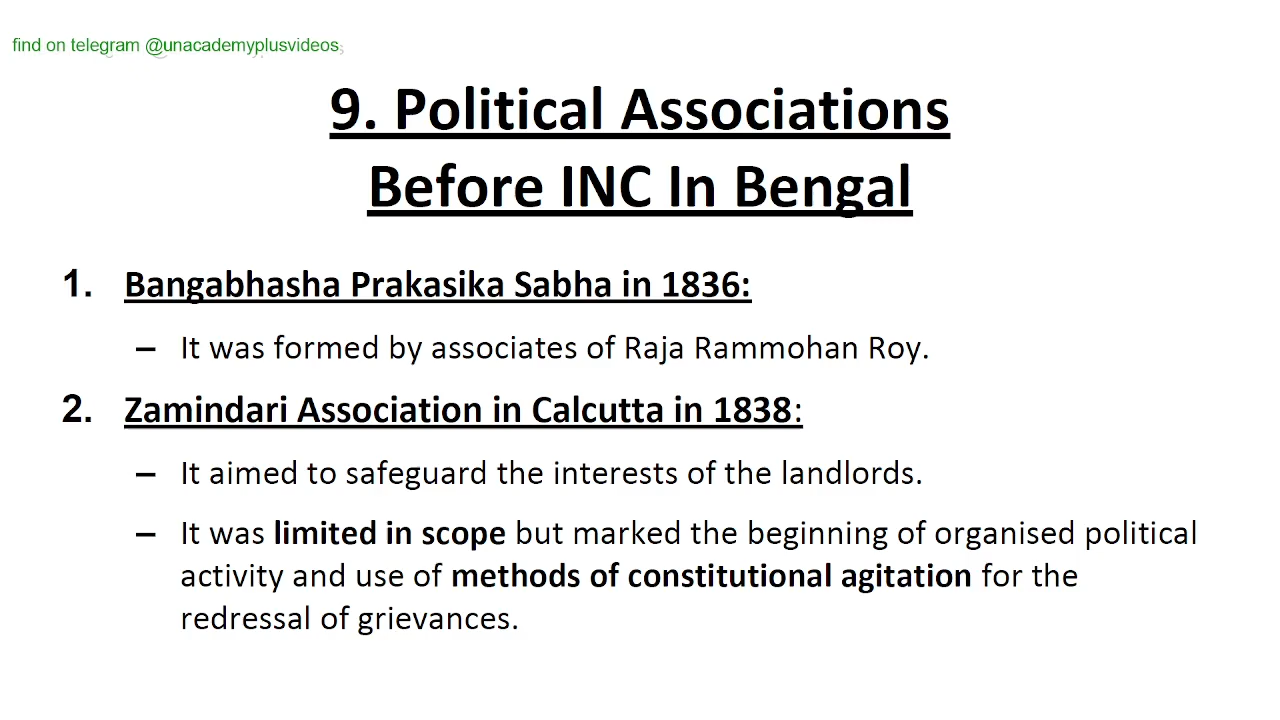 find on telegram @unacademyplusvideos
9. Political Associations
Before INC In Bengal
1. Bangabhasha Prakasika Sabha in 1836:
– It was formed by associates of Raja Rammohan Roy.
2. Zamindari Association in Calcutta in 1838:
– It aimed to safeguard the interests of the landlords.
– It was limited in scope but marked the beginning of organised political
activity and use of methods of constitutional agitation for the
redressal of grievances.